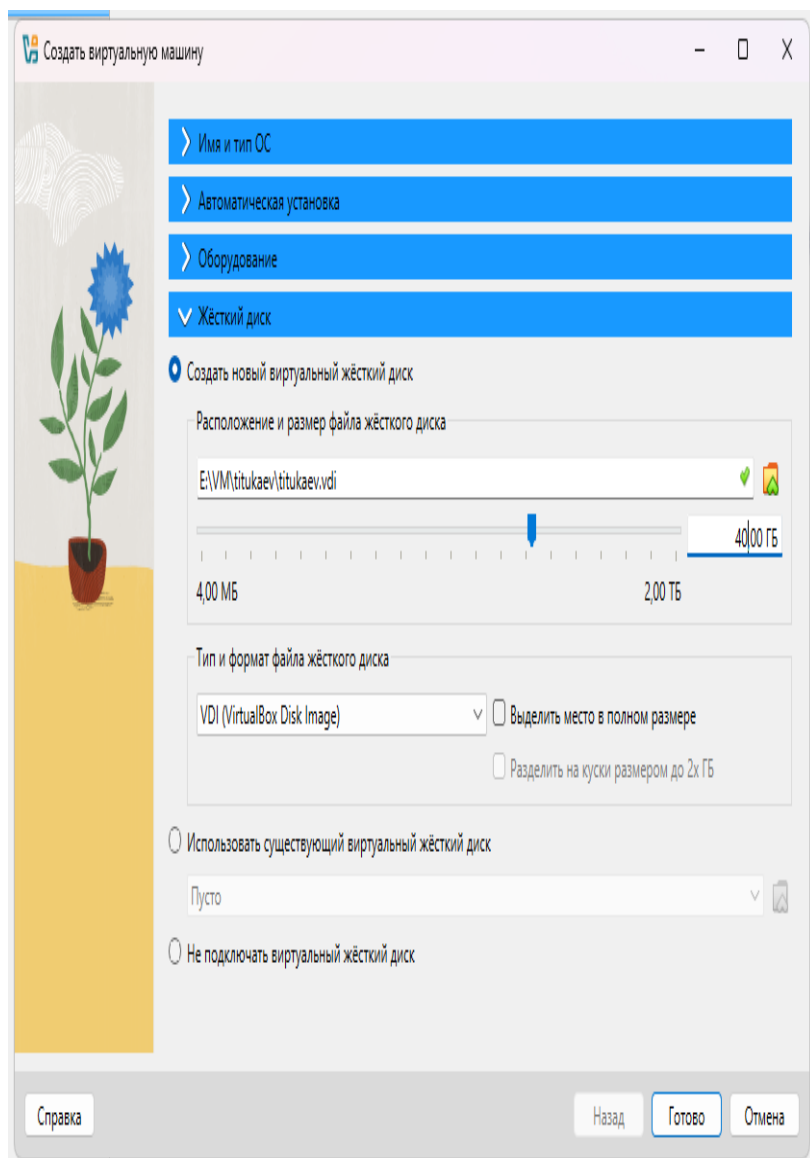 Создать виртуальную машину
Имя и тип ОС
Автоматическая установка
Оборудование
Жёсткий диск
Создать новый виртуальный жёсткий диск
Расположение и размер файла жёсткого диска
E:\VM\titukaev\titukaev.vdi
40,00 ГБ
4,00 МБ 2,00 ТБ
Тип и формат файла жёсткого диска
VDI (VirtualBox Disk Image) Выделить место в полном размере
Разделить на куски размером до 2х ГБ
Использовать существующий виртуальный жёсткий диск
Пусто
Не подключать виртуальный жёсткий диск
Справка Назад Готово Отмена